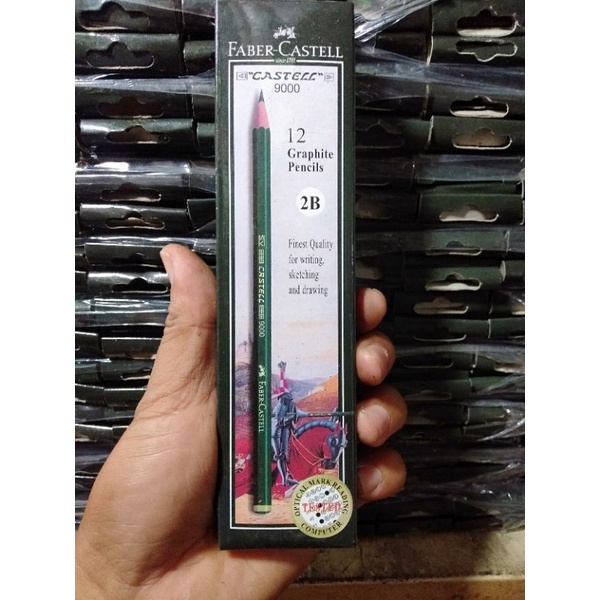 FABER-CASTELL
since 1761
"CASTELL"
9000
12
Graphite
Pencils
2B
Finest Quality
for writing,
sketching
and drawing
CASTELL 9000
FABER-CASTELL
OPTICAL MARK READING
TESTED
COMPUTER